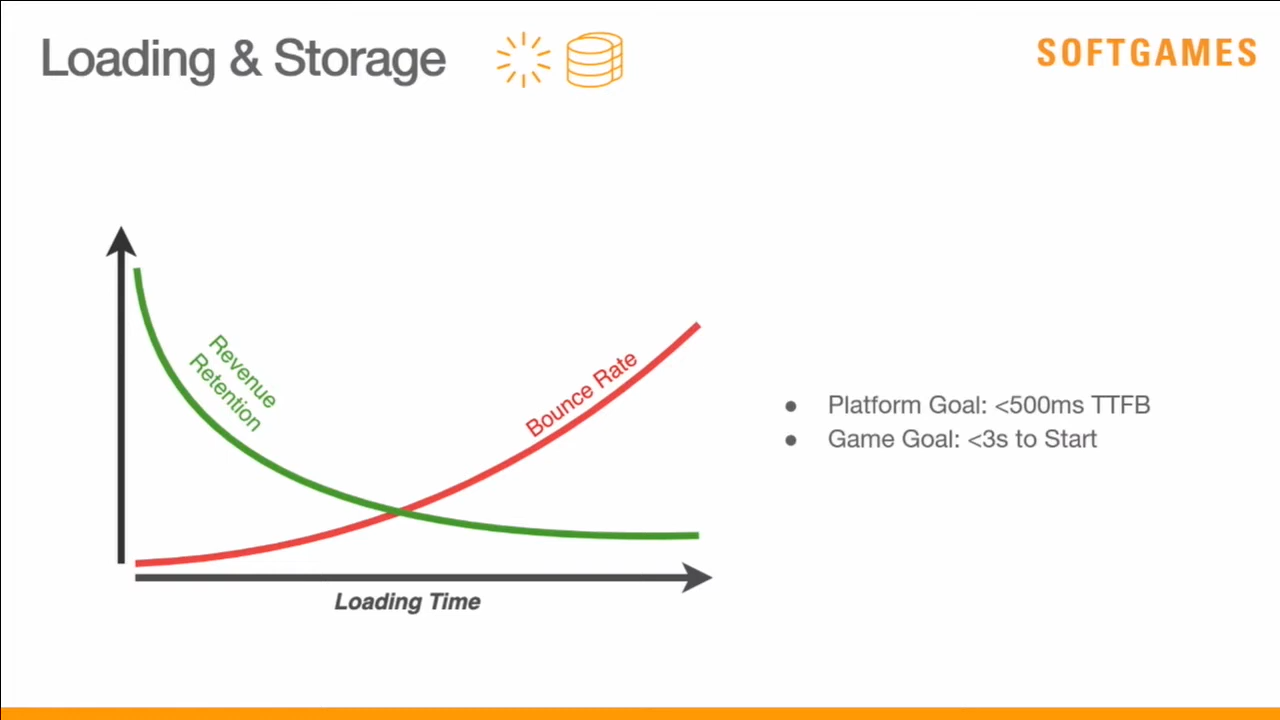 Loading & Storage
SOFTGAMES
Revenue
Retention
Bounce Rate
Loading Time
● Platform Goal: <500ms TTFB
● Game Goal: <3s to Start